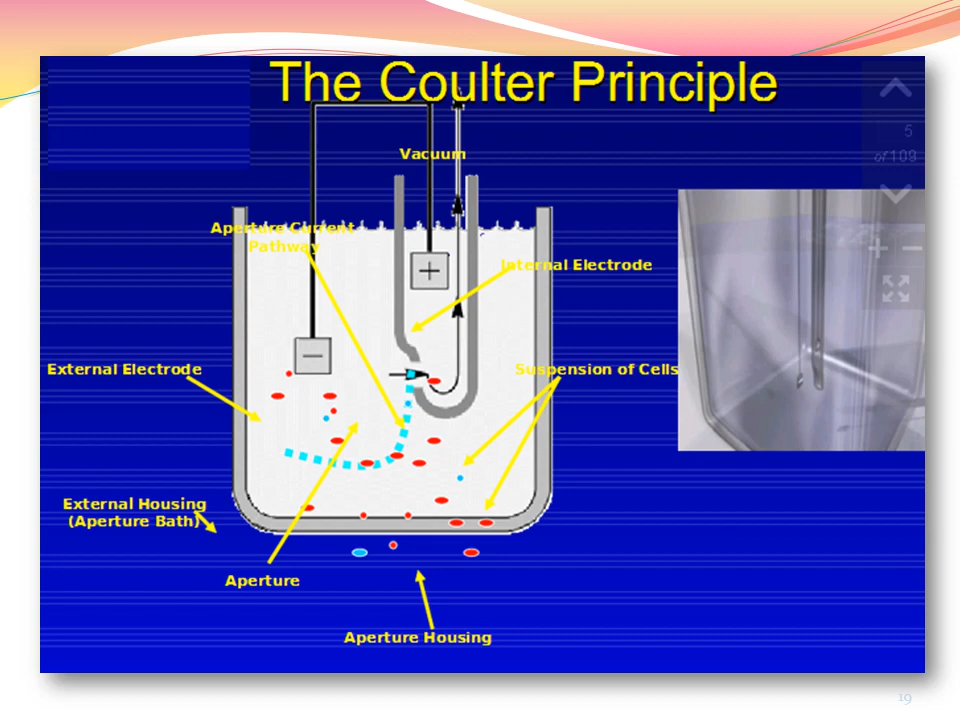 The Coulter Principle
5
of 109
Vacuum
Aperture Current
Pathway
+
Internal Electrode
−
External Electrode
Suspension of Cells
External Housing
(Aperture Bath)
Aperture
Aperture Housing
19